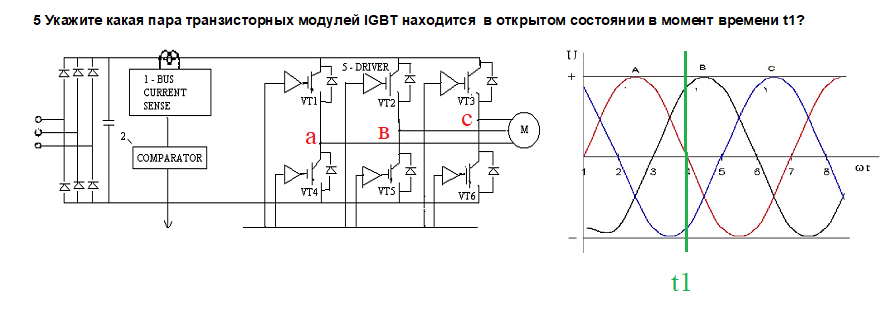 5 Укажите какая пара транзисторных модулей IGBT находится в открытом состоянии в момент времени t1?
1 - BUS
CURRENT
SENSE
2
COMPARATOR
5 - DRIVER
VT1
VT2
VT3
a
B
C
M
VT4
VT5
VT6
U
+
A
B
C
1
2
3
4
5
6
7
8
ωt
−
t1